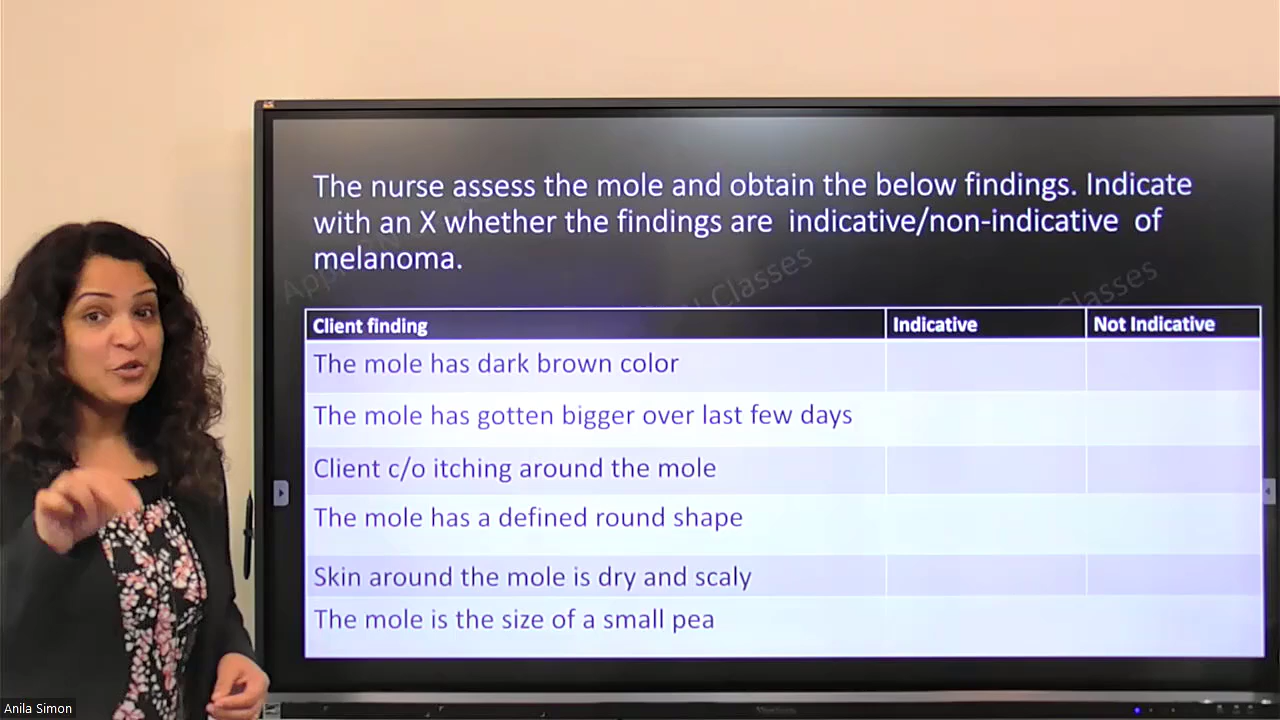 The nurse assess the mole and obtain the below findings. Indicate
with an X whether the findings are indicative/non-indicative of
melanoma.
Client finding Indicative Not Indicative
The mole has dark brown color
The mole has gotten bigger over last few days
Client c/o itching around the mole
The mole has a defined round shape
Skin around the mole is dry and scaly
The mole is the size of a small pea
Anila Simon